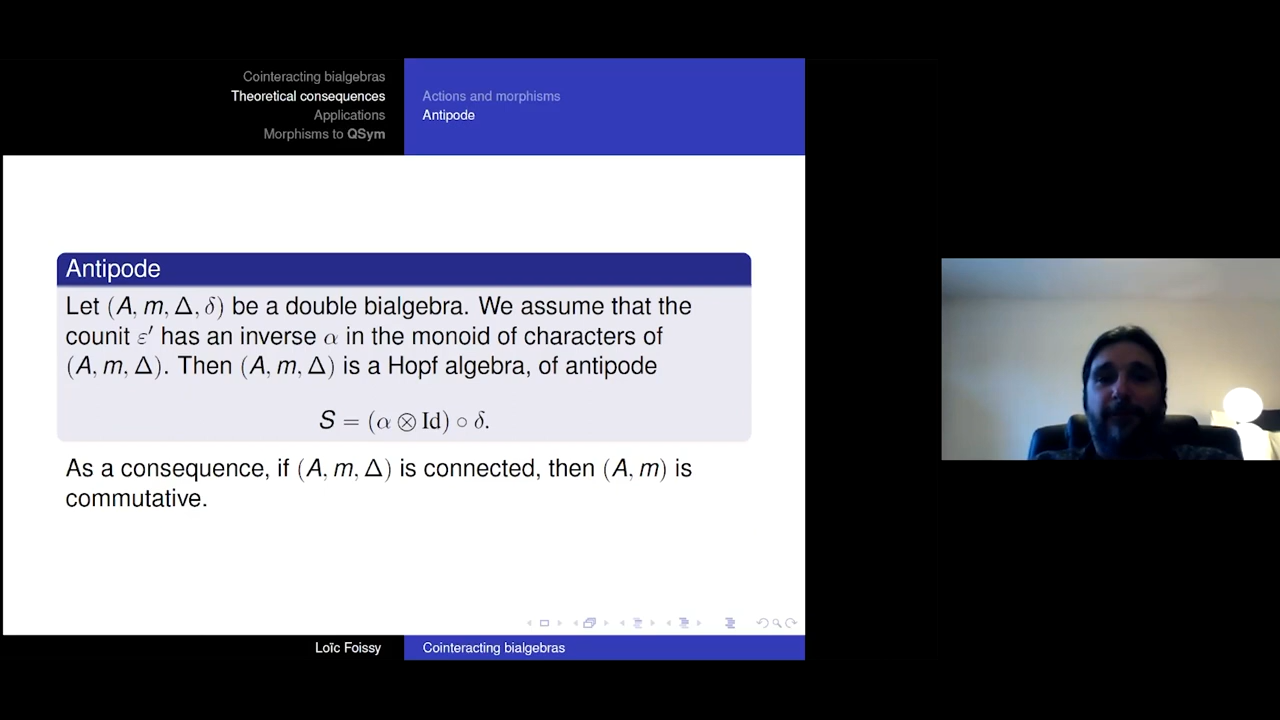 Cointeracting bialgebras
Theoretical consequences
Applications
Morphisms to QSym
Actions and morphisms
Antipode
Antipode
Let (A, m, Δ, δ) be a double bialgebra. We assume that the
counit ε′ has an inverse α in the monoid of characters of
(A, m, Δ). Then (A, m, Δ) is a Hopf algebra, of antipode
S = (α ⊗ Id) ∘ δ.
As a consequence, if (A, m, Δ) is connected, then (A, m) is
commutative.
Loïc Foissy
Cointeracting bialgebras